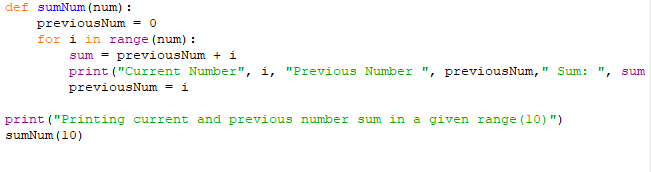 def sumNum(num):
    previousNum = 0
    for i in range(num):
        sum = previousNum + i
        print("Current Number", i, "Previous Number ", previousNum," Sum: ", sum
        previousNum = i

print("Printing current and previous number sum in a given range(10)")
sumNum(10)